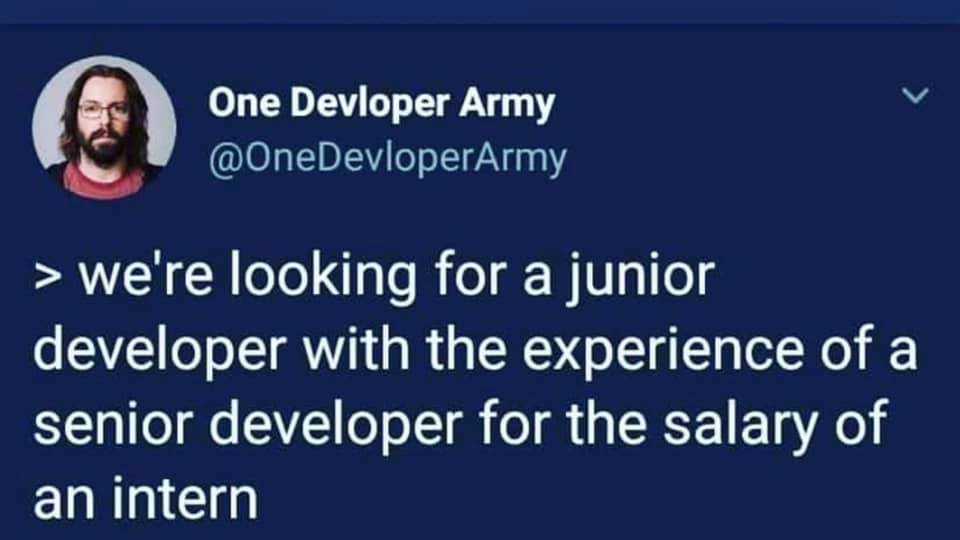 One Devloper Army
@OneDevloperArmy
> we're looking for a junior
developer with the experience of a
senior developer for the salary of
an intern